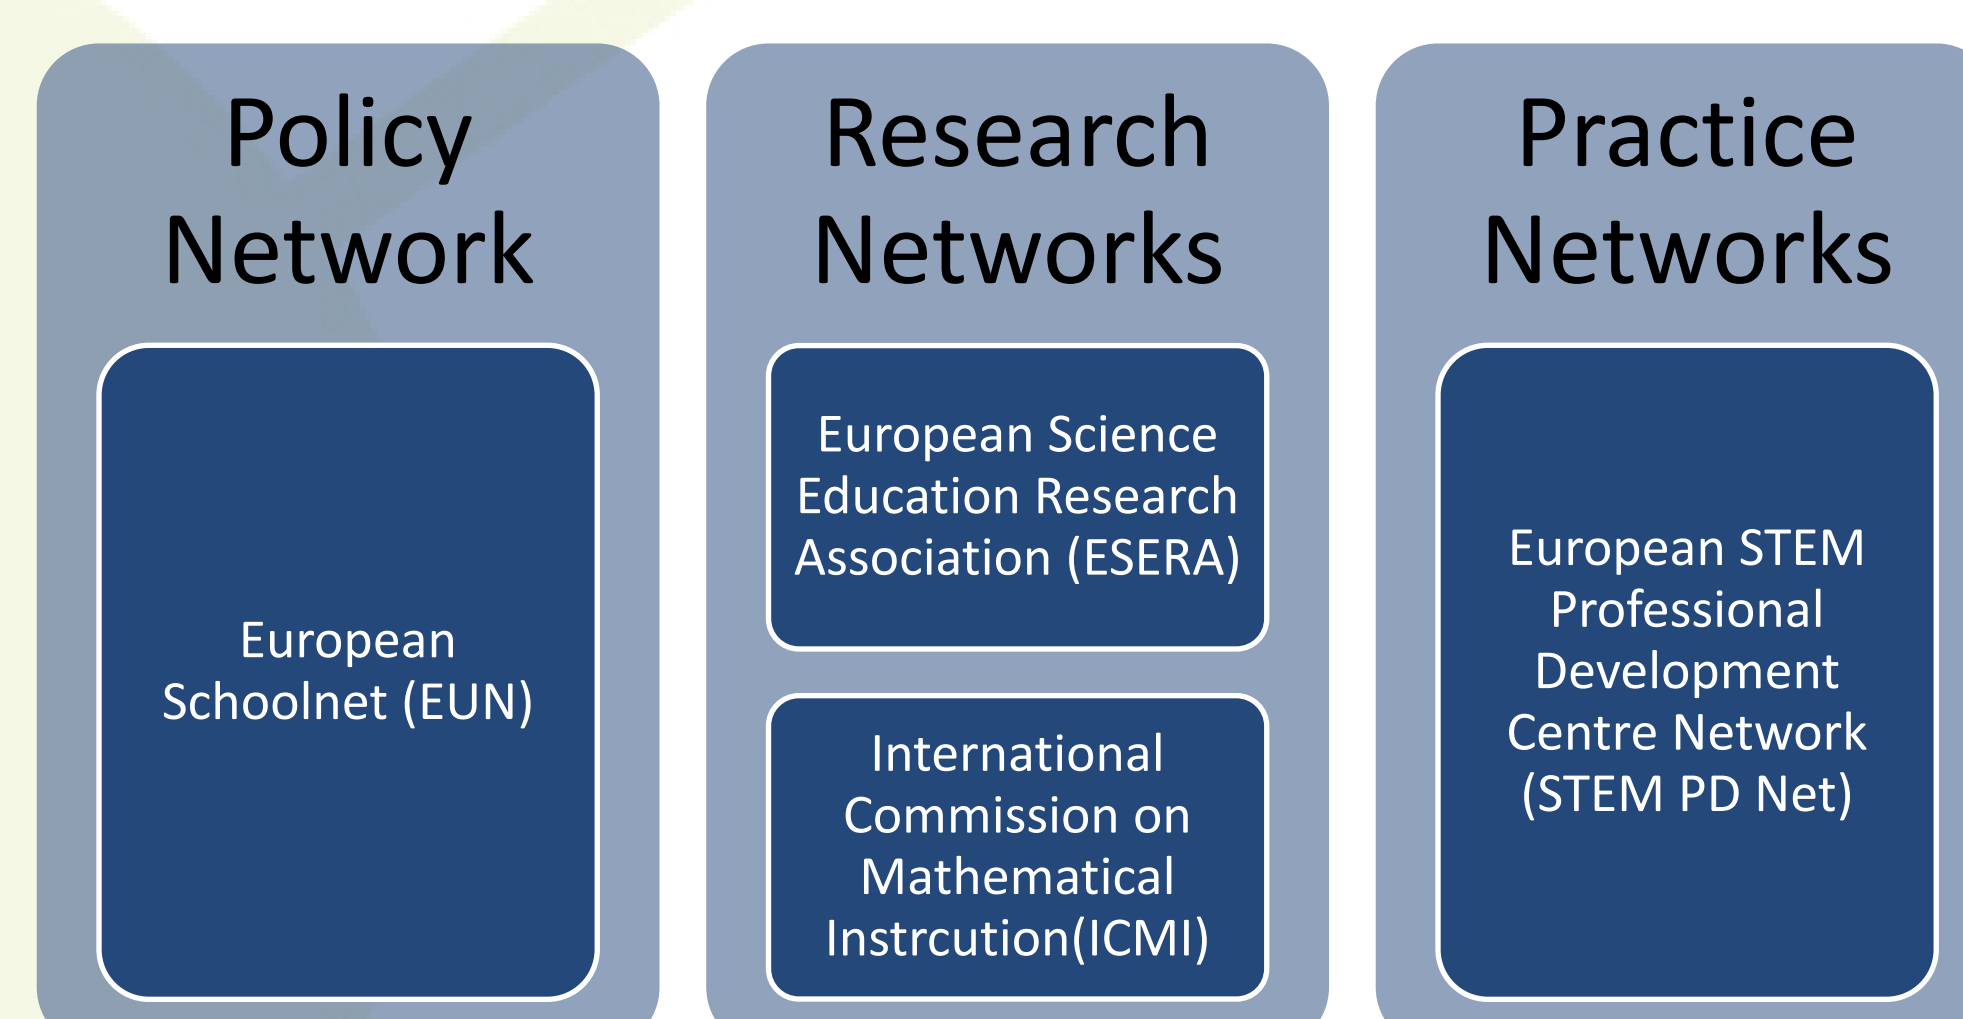 Policy
Network
European
Schoolnet (EUN)
Research
Networks
European Science
Education Research
Association (ESERA)
International
Commission on
Mathematical
Instrcution(ICMI)
Practice
Networks
European STEM
Professional
Development
Centre Network
(STEM PD Net)